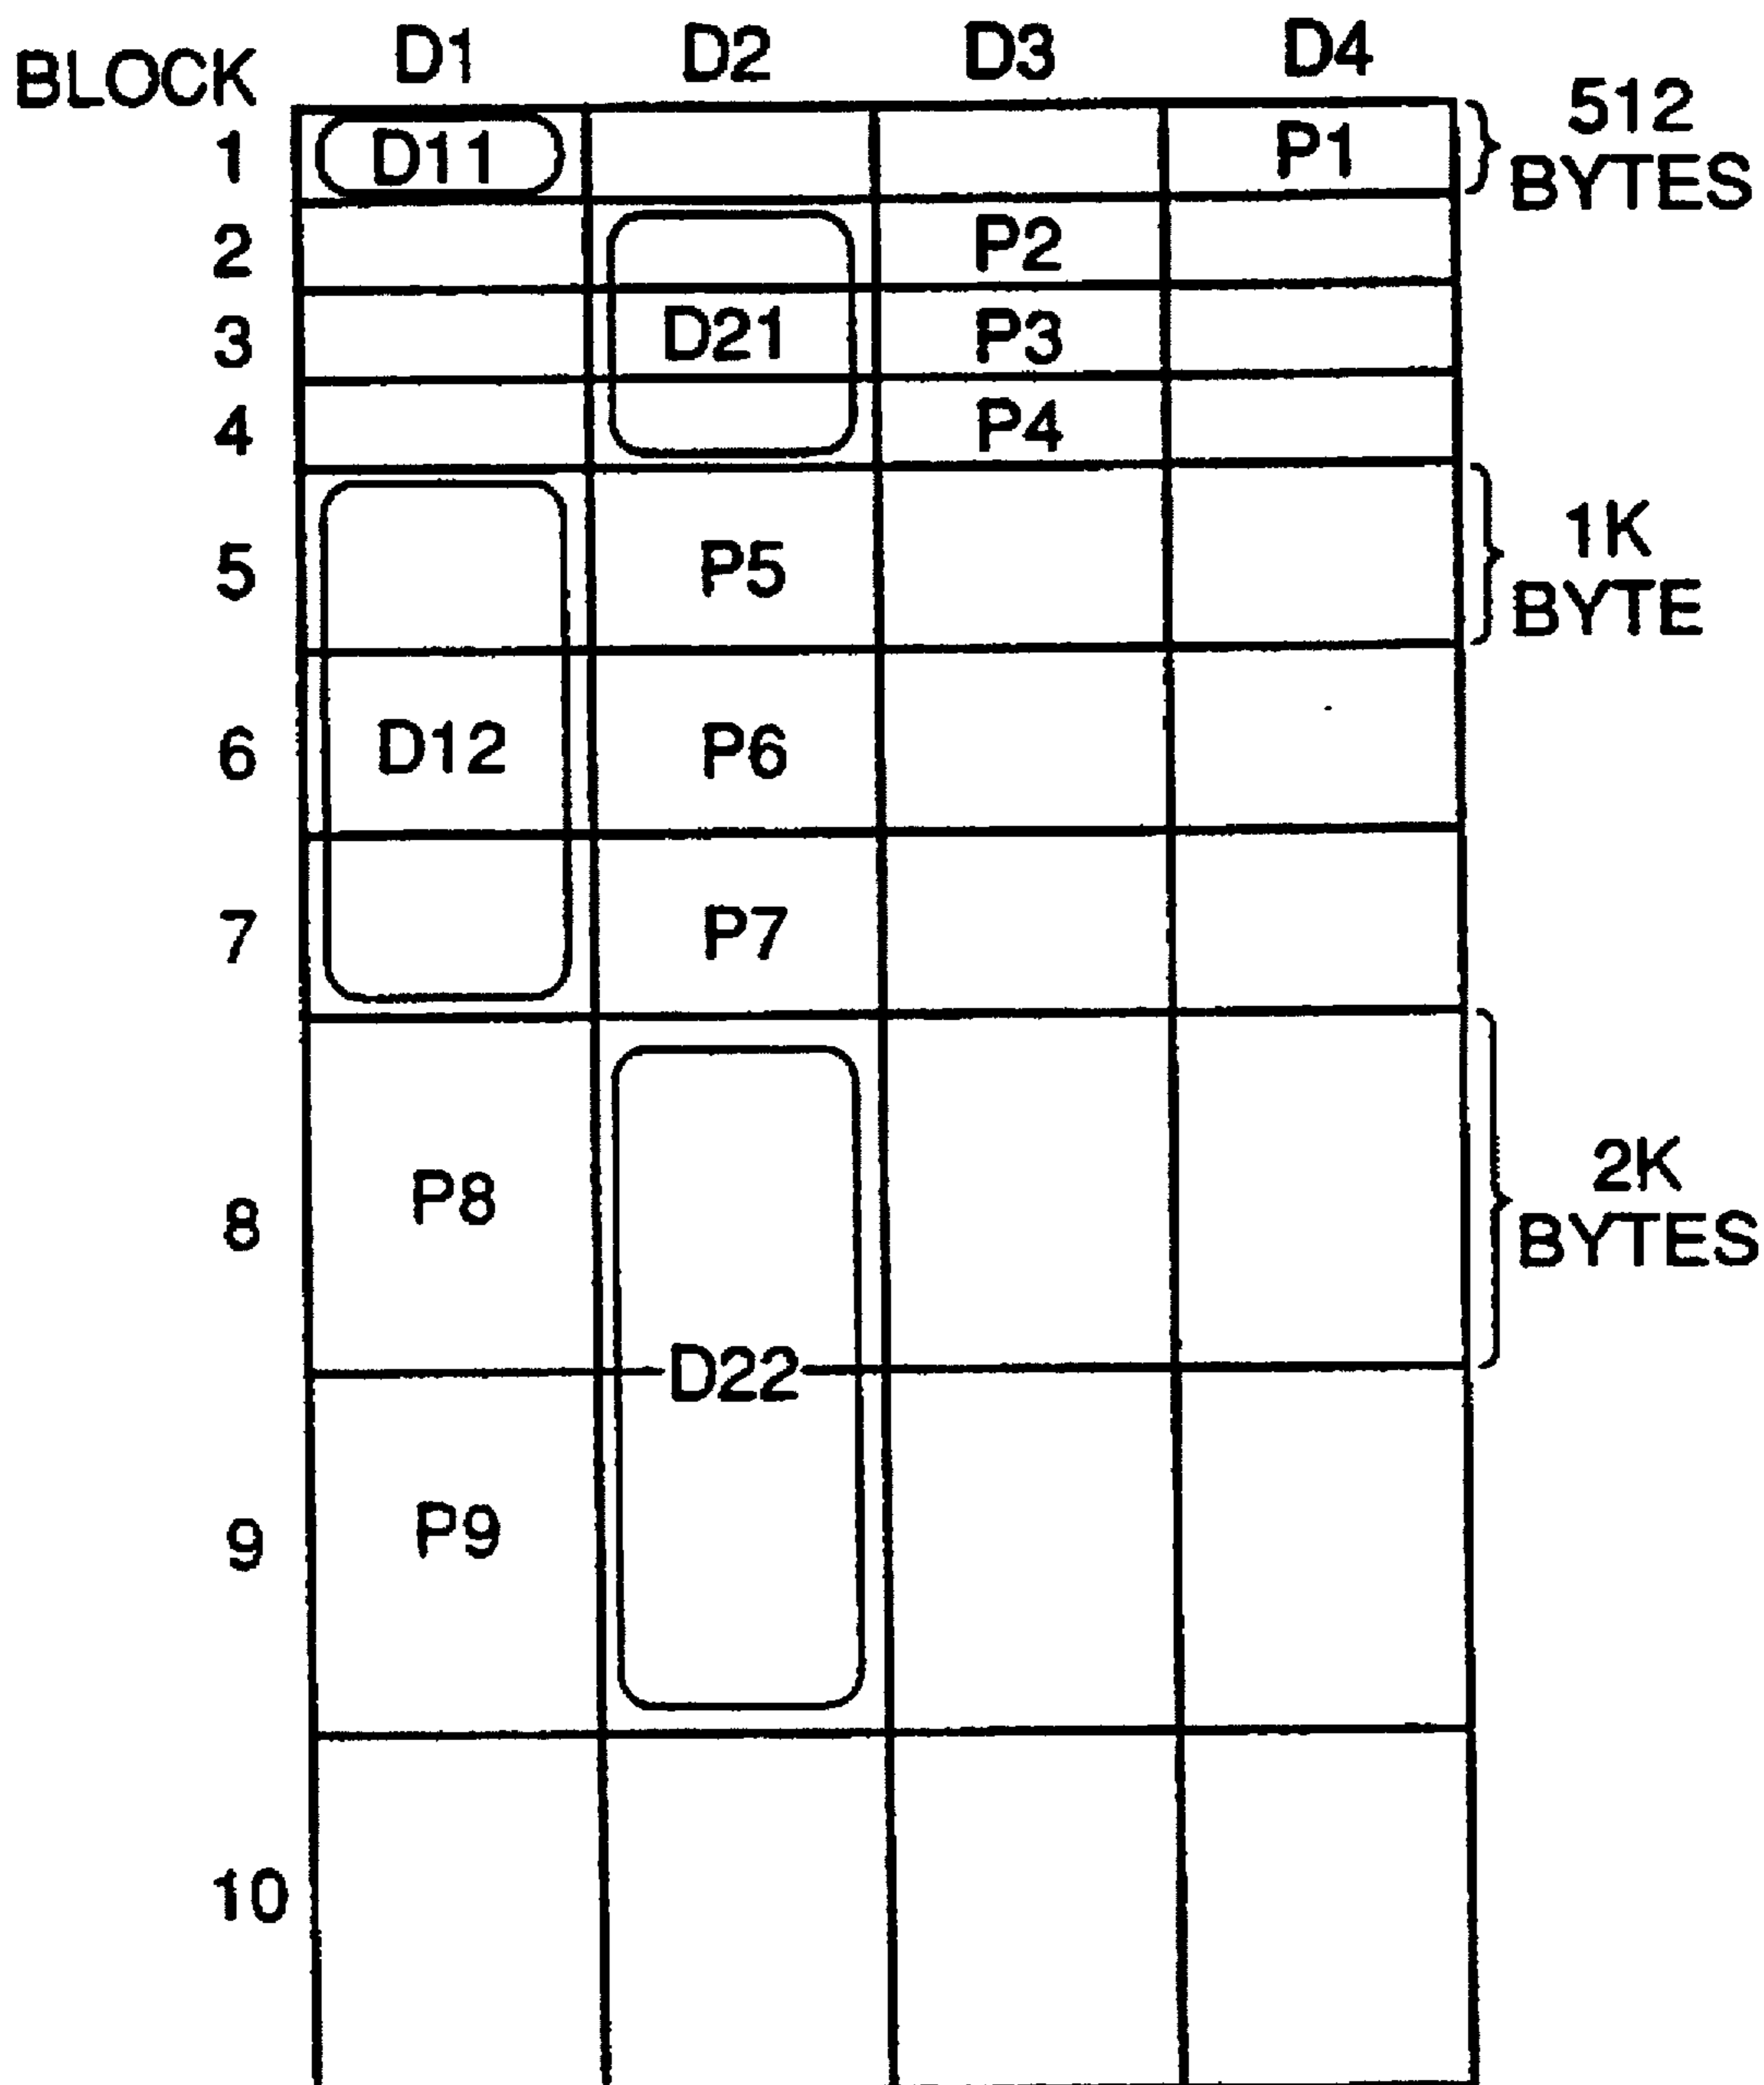 BLOCK D1 D2 D3 D4
1 D11 P1 512 BYTES
2 P2
3 D21 P3
4 P4
5 P5 1K BYTE
6 D12 P6
7 P7
8 P8 2K BYTES
D22
9 P9
10